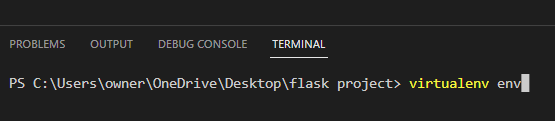 PROBLEMS OUTPUT DEBUG CONSOLE TERMINAL
PS C:\Users\owner\OneDrive\Desktop\flask project> virtualenv env